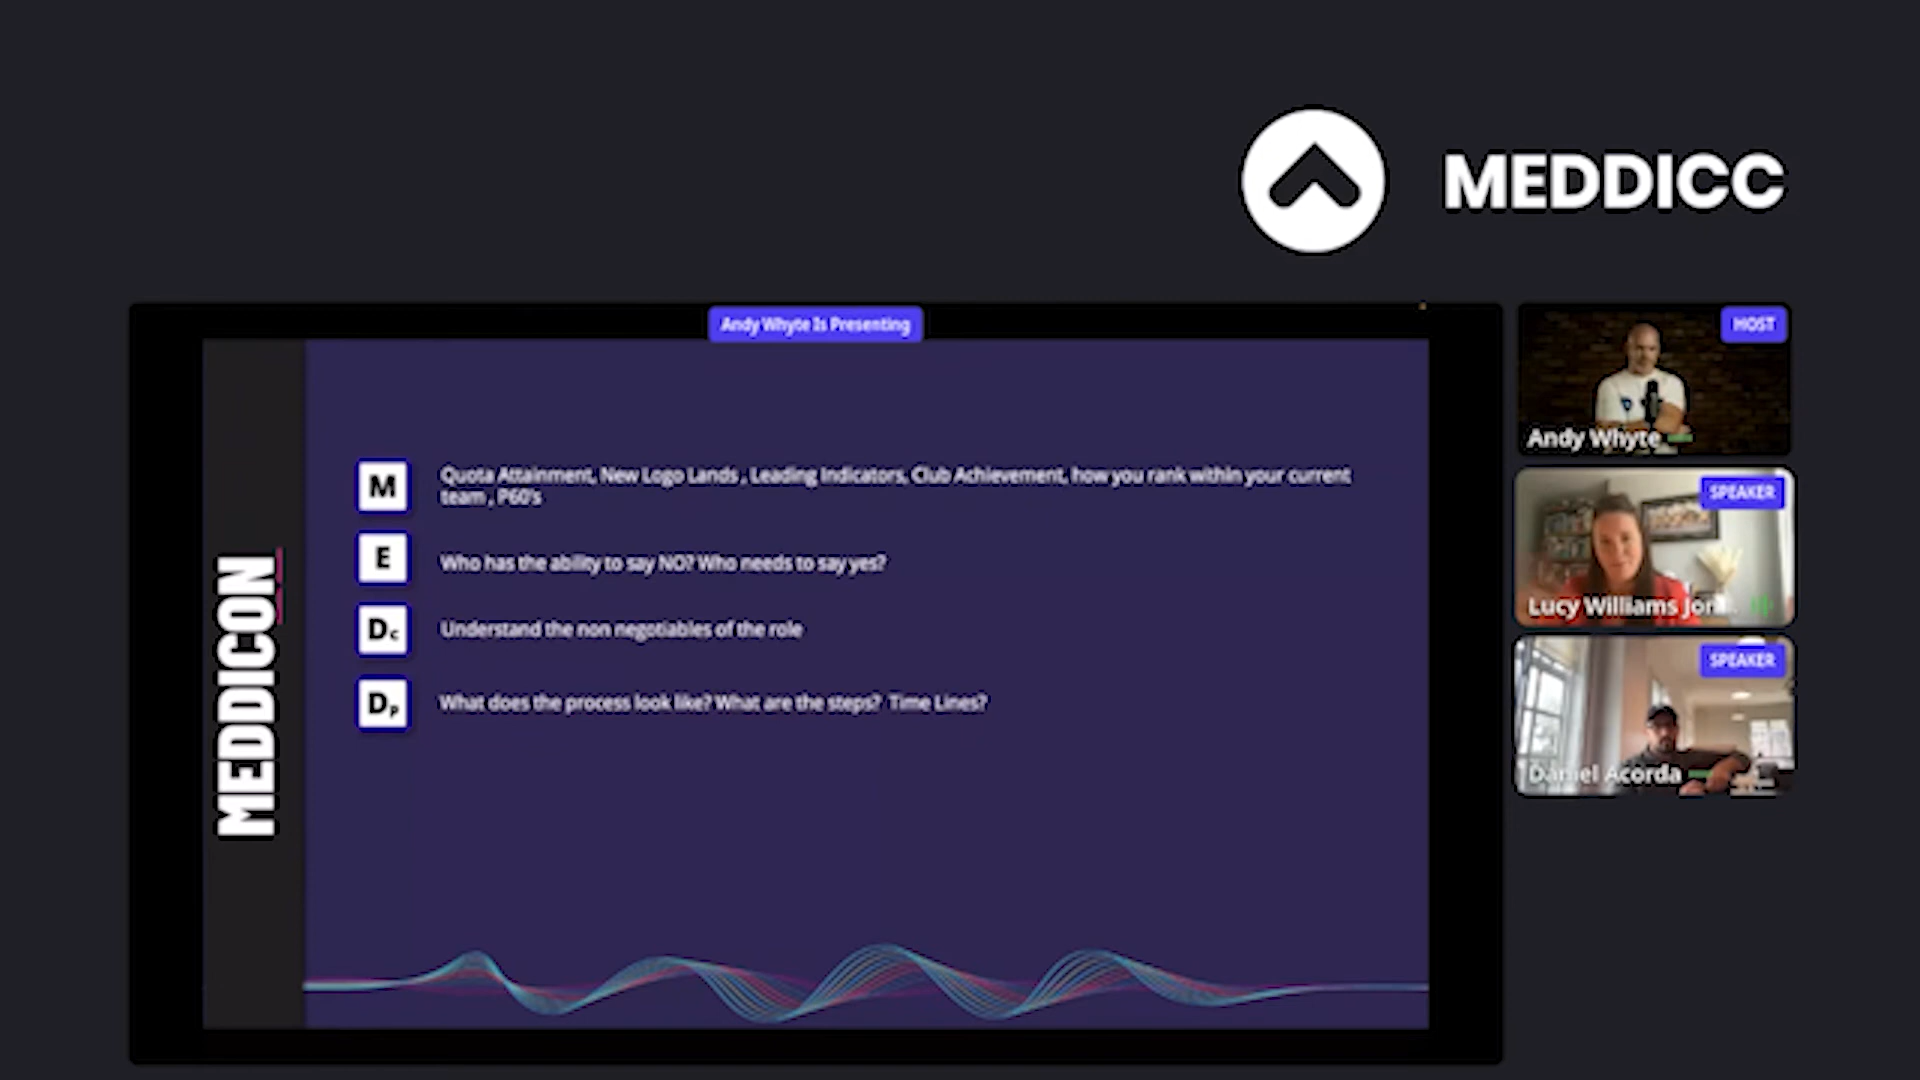 MEDDICC
Andy Whyte Is Presenting
MEDDICON
M
Quota Attainment, New Logo Lands , Leading Indicators, Club Achievement, how you rank within your current
team , P60's
E
Who has the ability to say NO? Who needs to say yes?
Dc
Understand the non negotiables of the role
Dp
What does the process look like? What are the steps? Time Lines?
HOST
Andy Whyte
SPEAKER
Lucy Williams Jon...
SPEAKER
Daniel Acorda